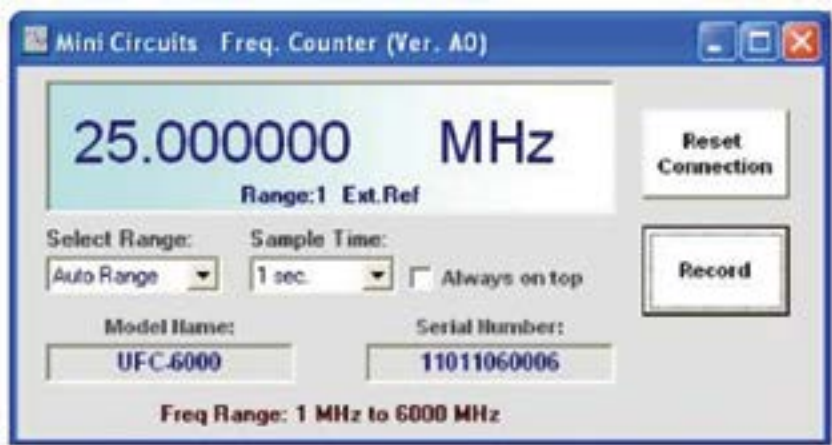 Mini Circuits Freq. Counter (Ver. A0)
25.000000 MHz
Range:1 Ext.Ref
Reset
Connection
Select Range:
Sample Time:
Auto Range
1 sec.
Always on top
Record
Model Name:
Serial Number:
UFC-6000
11011060006
Freq Range: 1 MHz to 6000 MHz